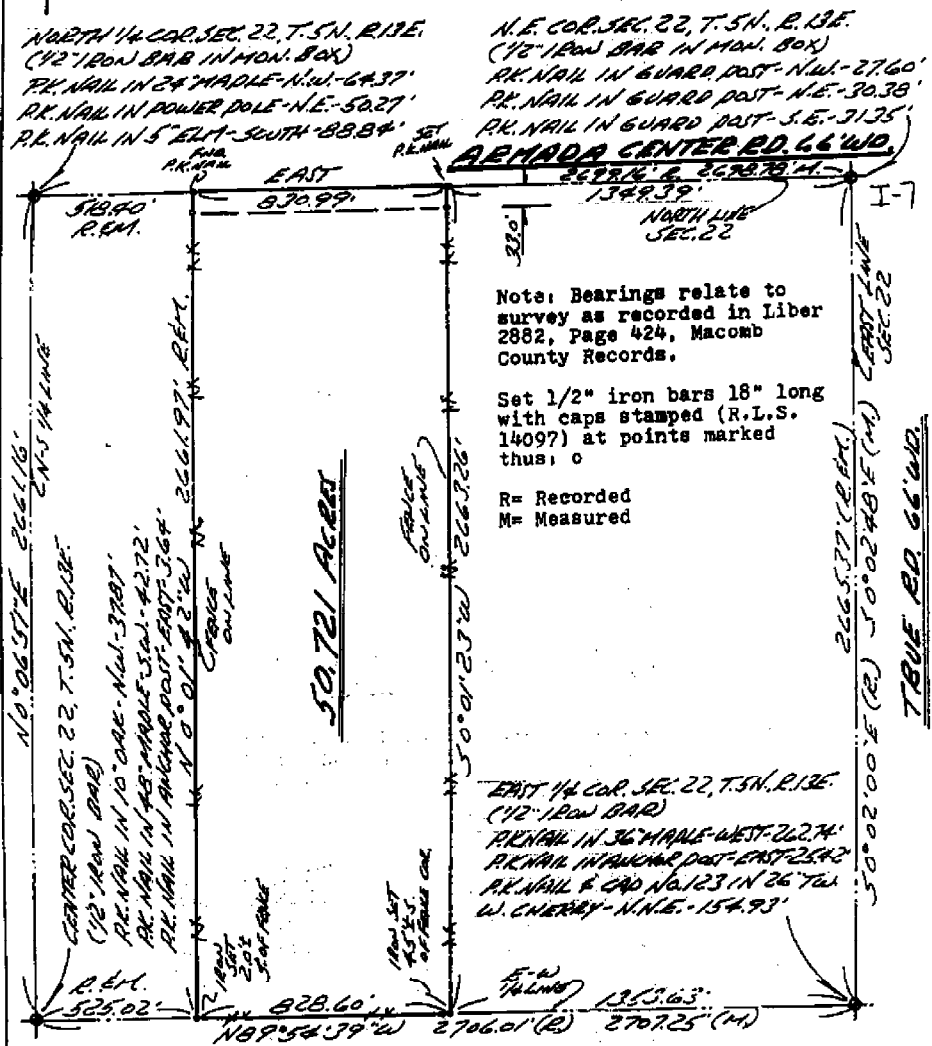 NORTH 1/4 COR. SEC. 22, T. 5N. R. 13E.
(1/2" IRON BAR IN MON. BOX)
P.K. NAIL IN 24" MAPLE - N.W. - 64.37'
P.K. NAIL IN POWER POLE - N.E. - 50.27'
P.K. NAIL IN 5" ELM - SOUTH - 88.84'
N.E. COR. SEC. 22, T. 5N., R. 13E.
(1/2" IRON BAR IN MON. BOX)
P.K. NAIL IN GUARD POST - N.W. - 27.60'
P.K. NAIL IN GUARD POST - N.E. - 30.38'
P.K. NAIL IN GUARD POST - S.E. - 31.35'
FND.
P.K. NAIL
SET
P.K. NAIL
ARMADA CENTER RD. 66' WD.
EAST
2698.78' M.
518.40'
R. & M.
830.99'
1349.39'
NORTH LINE
SEC. 22
I-7
33.0'
Note: Bearings relate to
survey as recorded in Liber
2882, Page 424, Macomb
County Records.
Set 1/2" iron bars 18" long
with caps stamped (R.L.S.
14097) at points marked
thus: o
R= Recorded
M= Measured
N0°06'51"E 2661.16'
N-S 1/4 LINE
CENTER COR. SEC. 22, T. 5N., R. 13E.
(1/2" IRON BAR)
P.K. NAIL IN 10" OAK - N.W. - 37.87'
P.K. NAIL IN 48" MAPLE - S.W. - 42.72'
P.K. NAIL IN ANCHOR POST - EAST - 3.64'
N 0°01'42"W 2661.97' R. & M.
FENCE
ON LINE
50.721 ACRES
FENCE
ON LINE
S 0°01'23"W 2663.26'
2665.37' (R. & M.)
S0°02'00"E (R.) S0°02'48"E (M.)
EAST LINE
SEC. 22
TRUE RD. 66' WD.
EAST 1/4 COR. SEC. 22, T. 5N., R. 13E.
(1/2" IRON BAR)
P.K. NAIL IN 36" MAPLE - WEST - 262.74'
P.K. NAIL IN ANCHOR POST - EAST - 25.42'
P.K. NAIL & CAP NO. 123 IN 26" TW.
W. CHERRY - N.N.E. - 154.93'
IRON
SET
2.0'±
S. OF FENCE
IRON SET
4.5'± S.
OF FENCE COR.
R. & M.
525.02'
828.60'
E-W
1/4 LINE
1353.63'
N89°54'39"W 2706.01' (R.) 2707.25' (M.)